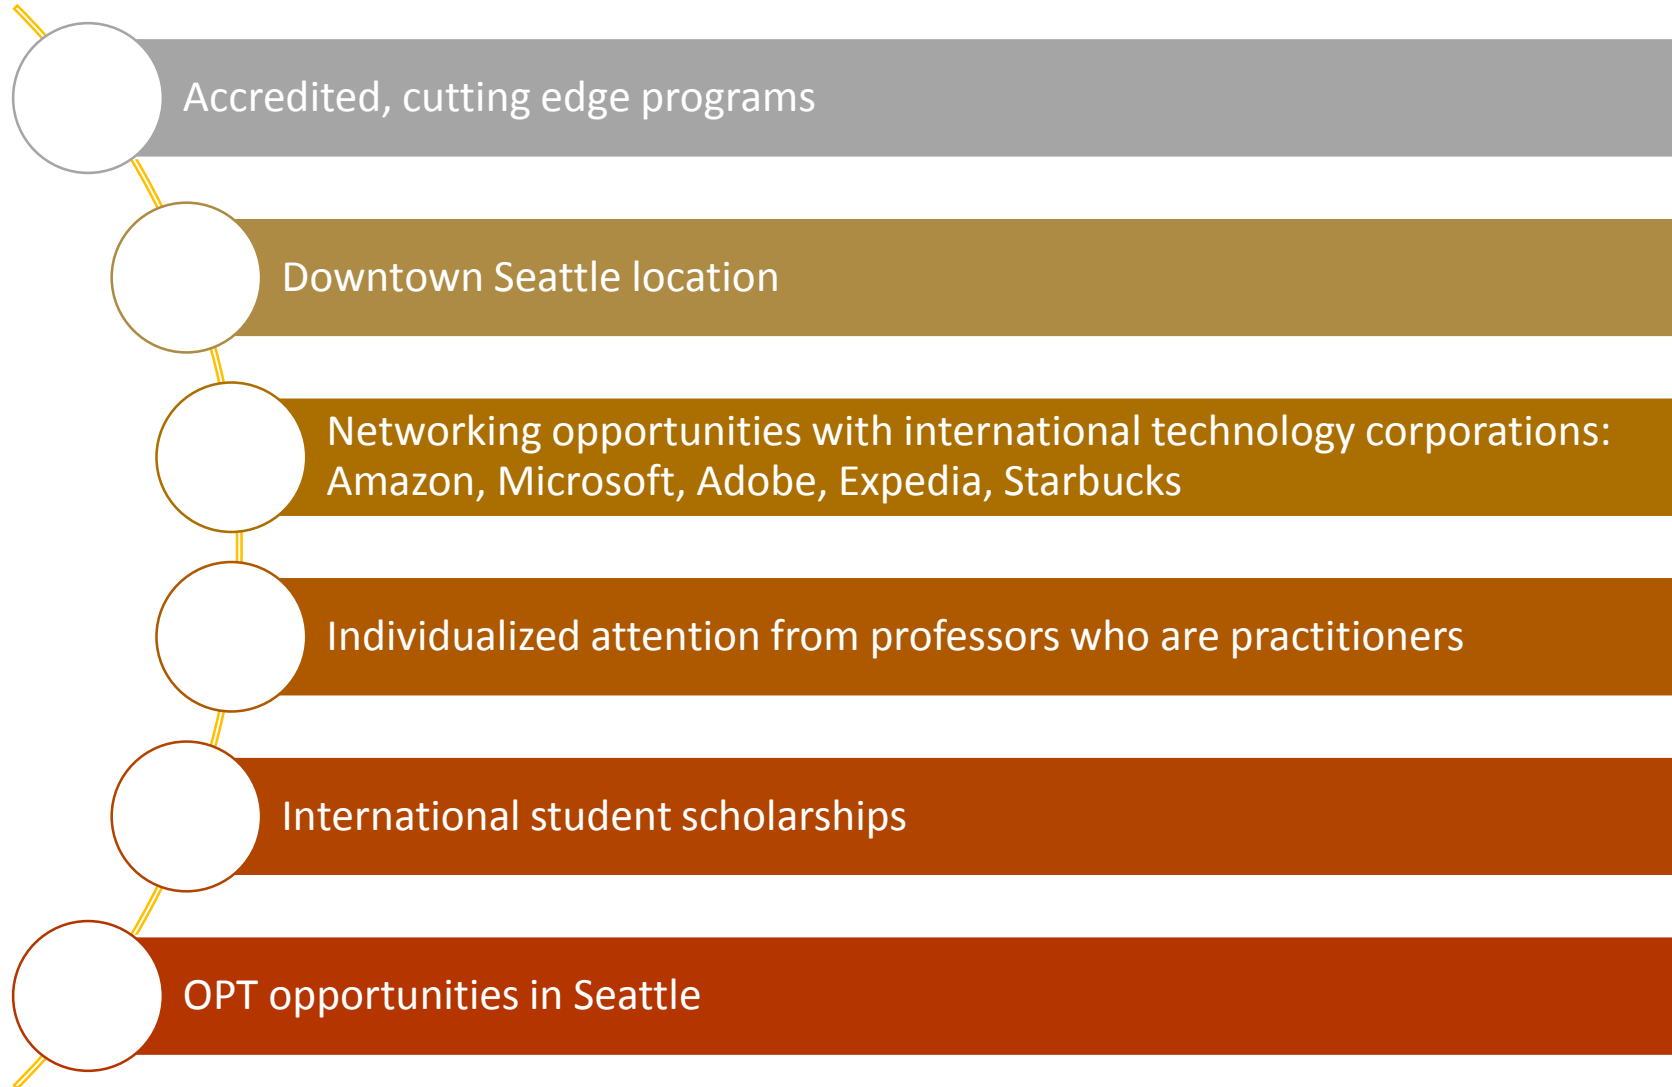 Accredited, cutting edge programs
Downtown Seattle location
Networking opportunities with international technology corporations:
Amazon, Microsoft, Adobe, Expedia, Starbucks
Individualized attention from professors who are practitioners
International student scholarships
OPT opportunities in Seattle